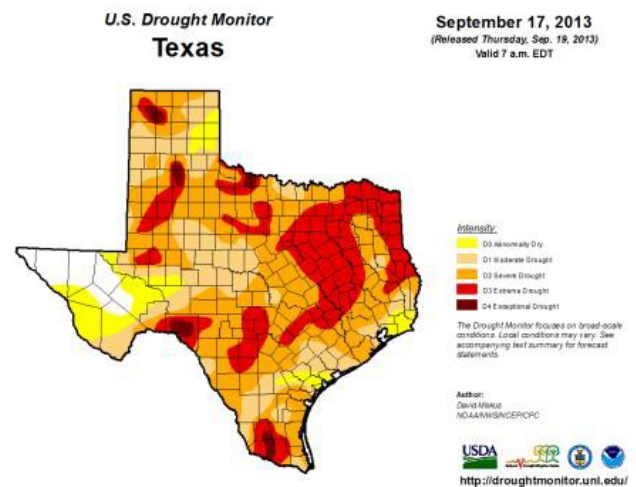 U.S. Drought Monitor
Texas
September 17, 2013
(Released Thursday, Sep. 19, 2013)
Valid 7 a.m. EDT
Intensity:
D0 Abnormally Dry
D1 Moderate Drought
D2 Severe Drought
D3 Extreme Drought
D4 Exceptional Drought
The Drought Monitor focuses on broad-scale
conditions. Local conditions may vary. See
accompanying text summary for forecast
statements.
Author:
David Miskus
NOAA/NWS/NCEP/CPC
USDA
http://droughtmonitor.unl.edu/